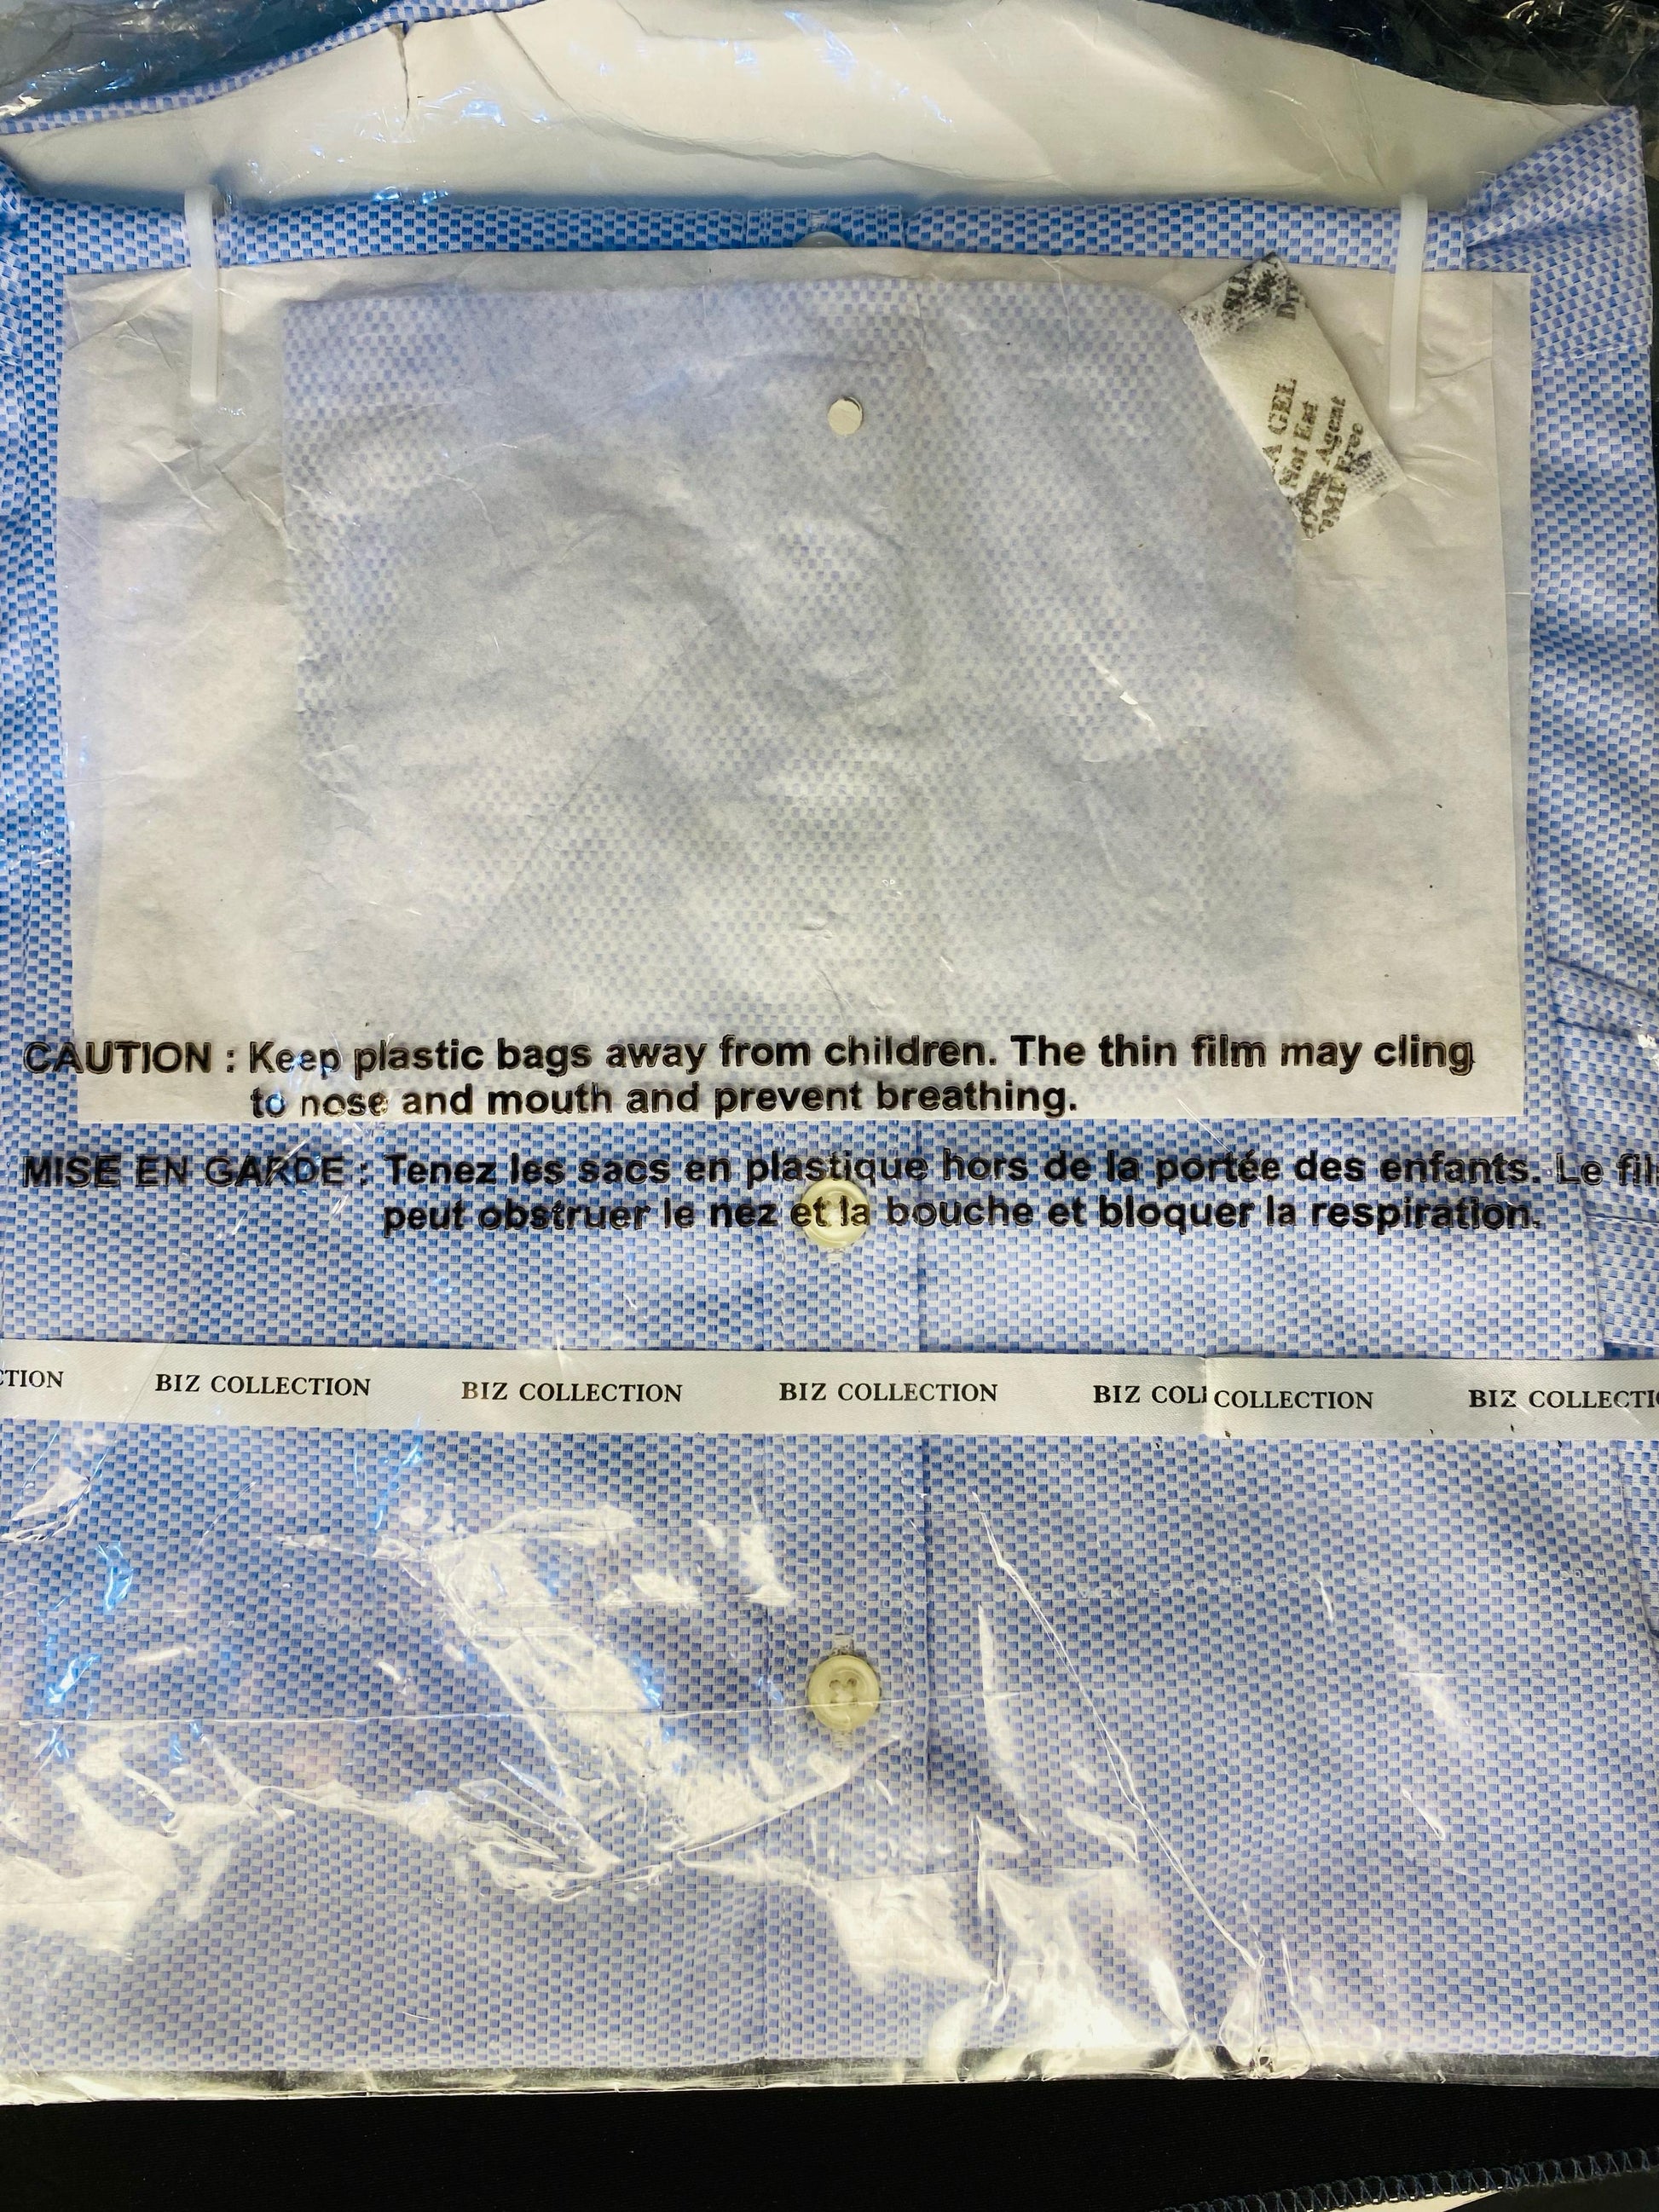 A GEL
Not Eat
Agent
DMF Free
CAUTION : Keep plastic bags away from children. The thin film may cling
to nose and mouth and prevent breathing.
MISE EN GARDE : Tenez les sacs en plastique hors de la portée des enfants. Le fil
peut obstruer le nez et la bouche et bloquer la respiration.
CTION BIZ COLLECTION BIZ COLLECTION BIZ COLLECTION BIZ COL COLLECTION BIZ COLLECTI